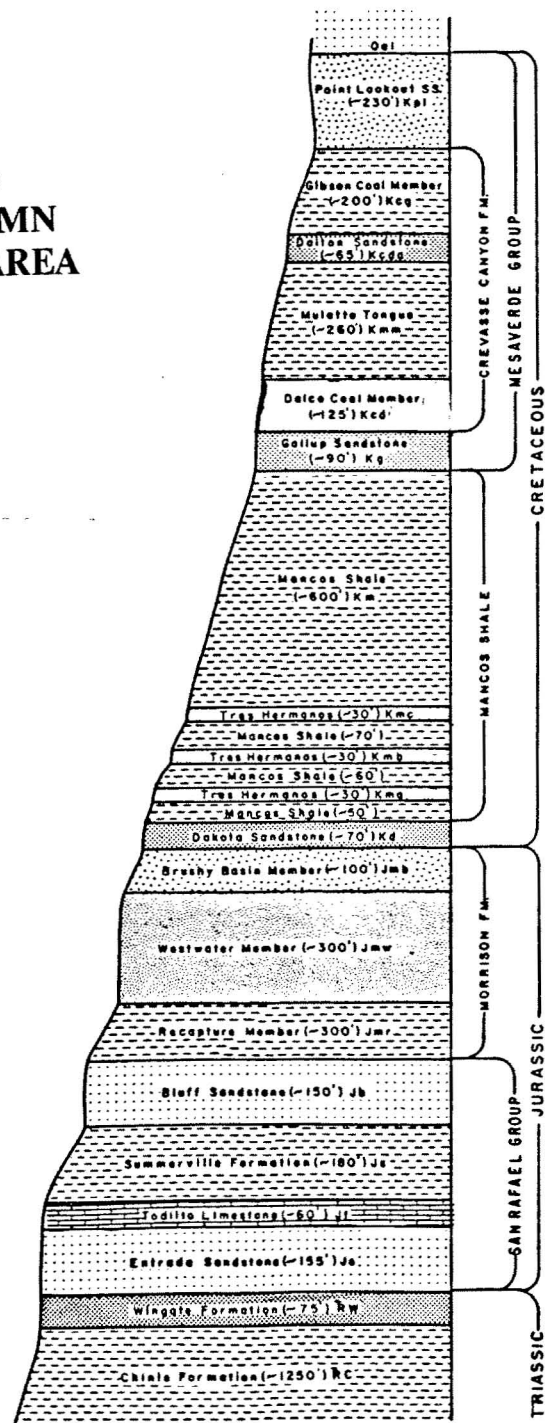 MN
AREA
Qal
Point Lookout SS.
(~230') Kpl
Gibson Coal Member
(~200') Kcg
Dalton Sandstone
(~65') Kcda
Mulatto Tongue
(~260') Kmm
Dalco Coal Member
(~125') Kcd
Gallup Sandstone
(~90') Kg
Mancos Shale
(~600') Km
Tres Hermanos (~30') Kmc
Mancos Shale (~70')
Tres Hermanos (~30') Kmb
Mancos Shale (~60')
Tres Hermanos (~30') Kma
Mancos Shale (~50')
Dakota Sandstone (~70') Kd
Brushy Basin Member (~100') Jmb
Westwater Member (~300') Jmw
Recapture Member (~300') Jmr
Bluff Sandstone (~150') Jb
Summerville Formation (~180') Js
Todilto Limestone (~60') Jt
Entrada Sandstone (~155') Je
Wingate Formation (~75') RW
Chinle Formation (~1250') RC
CREVASSE CANYON FM.
MESAVERDE GROUP
CRETACEOUS
MANCOS SHALE
MORRISON FM.
JURASSIC
SAN RAFAEL GROUP
TRIASSIC